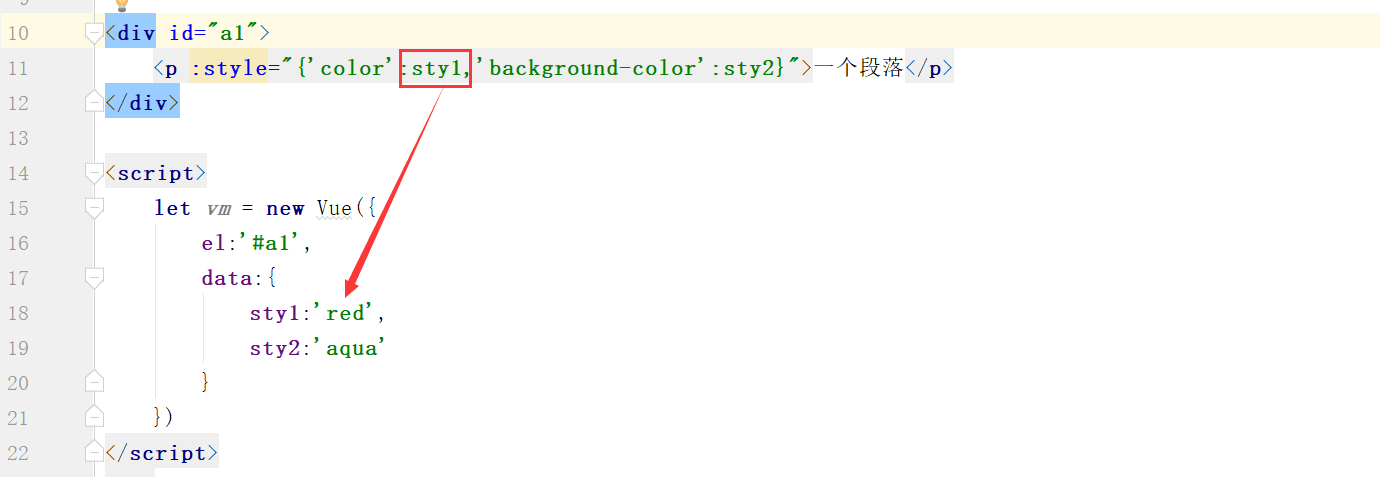 10 <div id="a1">
11 <p :style="{'color':sty1,'background-color':sty2}">一个段落</p>
12 </div>
13
14 <script>
15 let vm = new Vue({
16 el:'#a1',
17 data:{
18 sty1:'red',
19 sty2:'aqua'
20 }
21 })
22 </script>